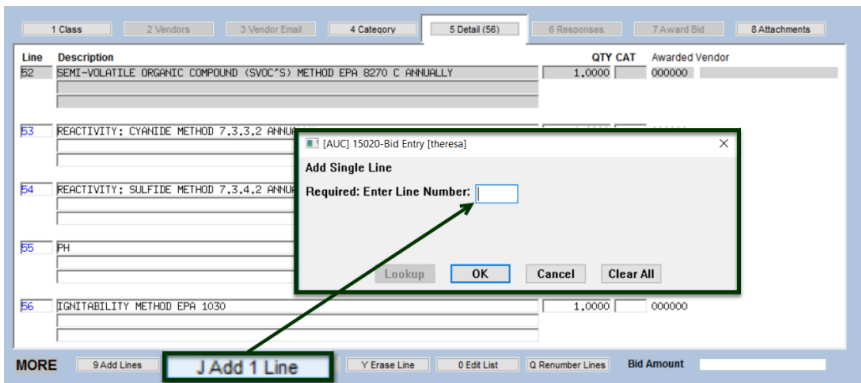 1 Class 2 Vendors 3 Vendor Email 4 Category 5 Detail (56) 6 Responses 7 Award Bid 8 Attachments
Line Description QTY CAT Awarded Vendor
52 SEMI-VOLATILE ORGANIC COMPOUND (SVOC'S) METHOD EPA 8270 C ANNUALLY 1.0000 000000
53 REACTIVITY; CYANIDE METHOD 7.3.3.2
[AUC] 15020-Bid Entry [theresa]
Add Single Line
Required: Enter Line Number:
54 REACTIVITY; SULFIDE METHOD 7.3.4.2
55 PH
Lookup OK Cancel Clear All
56 IGNITABILITY METHOD EPA 1030 1.0000 000000
MORE 9 Add Lines J Add 1 Line Y Erase Line 0 Edit List Q Renumber Lines Bid Amount